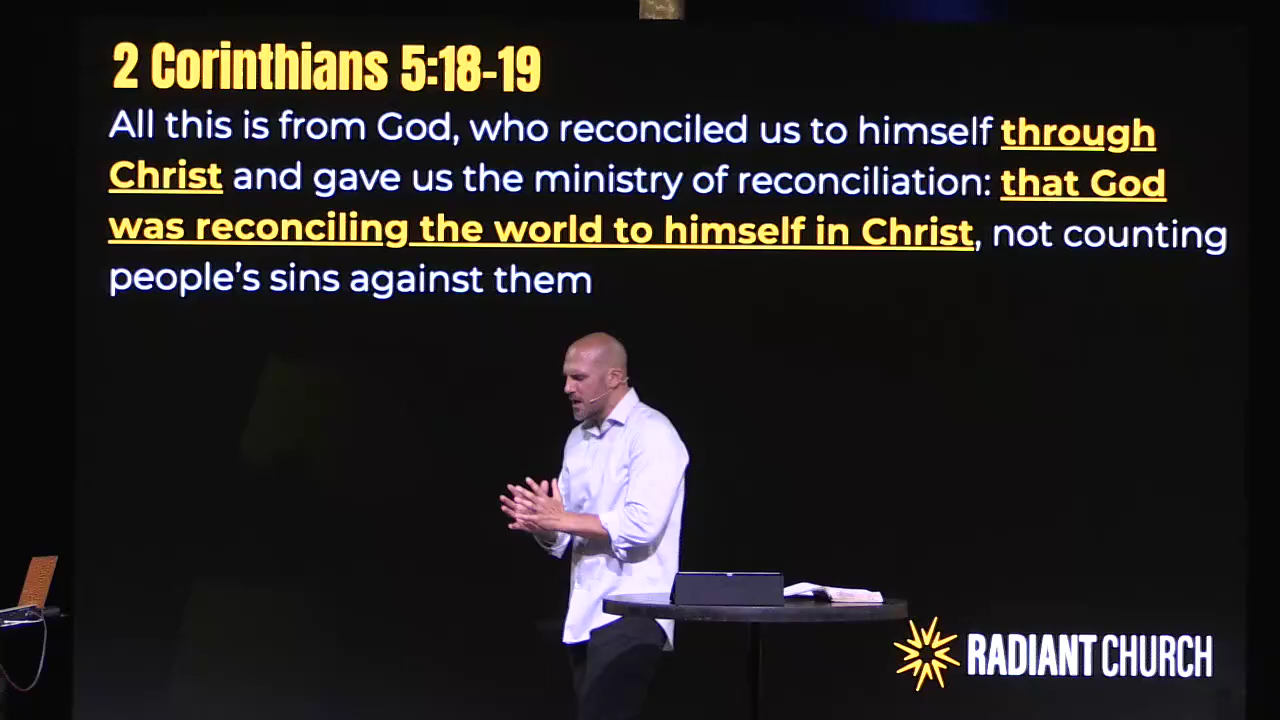 2 Corinthians 5:18-19
All this is from God, who reconciled us to himself through
Christ and gave us the ministry of reconciliation: that God
was reconciling the world to himself in Christ, not counting
people’s sins against them
RADIANT CHURCH